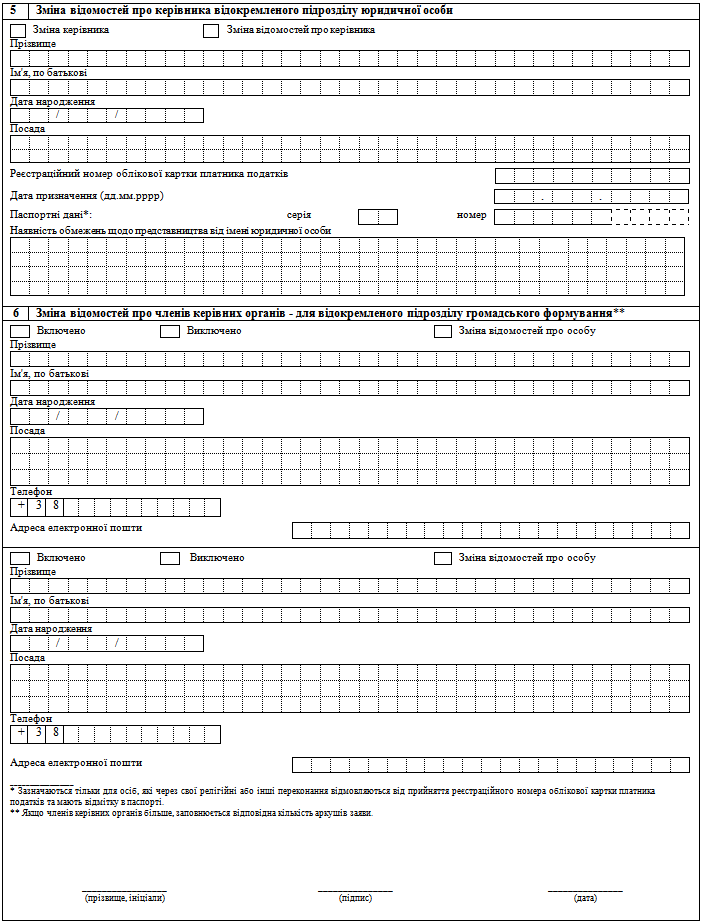 5 Зміна відомостей про керівника відокремленого підрозділу юридичної особи
Зміна керівника Зміна відомостей про керівника
Прізвище
Ім'я, по батькові
Дата народження
/ /
Посада
Реєстраційний номер облікової картки платника податків
Дата призначення (дд.мм.рррр) . .
Паспортні дані*: серія номер
Наявність обмежень щодо представництва від імені юридичної особи
6 Зміна відомостей про членів керівних органів - для відокремленого підрозділу громадського формування**
Включено Виключено Зміна відомостей про особу
Прізвище
Ім'я, по батькові
Дата народження
/ /
Посада
Телефон
+ 3 8
Адреса електронної пошти
Включено Виключено Зміна відомостей про особу
Прізвище
Ім'я, по батькові
Дата народження
/ /
Посада
Телефон
+ 3 8
Адреса електронної пошти
* Зазначаються тільки для осіб, які через свої релігійні або інші переконання відмовляються від прийняття реєстраційного номера облікової картки платника
податків та мають відмітку в паспорті.
** Якщо членів керівних органів більше, заповнюється відповідна кількість аркушів заяви.
(прізвище, ініціали) (підпис) (дата)